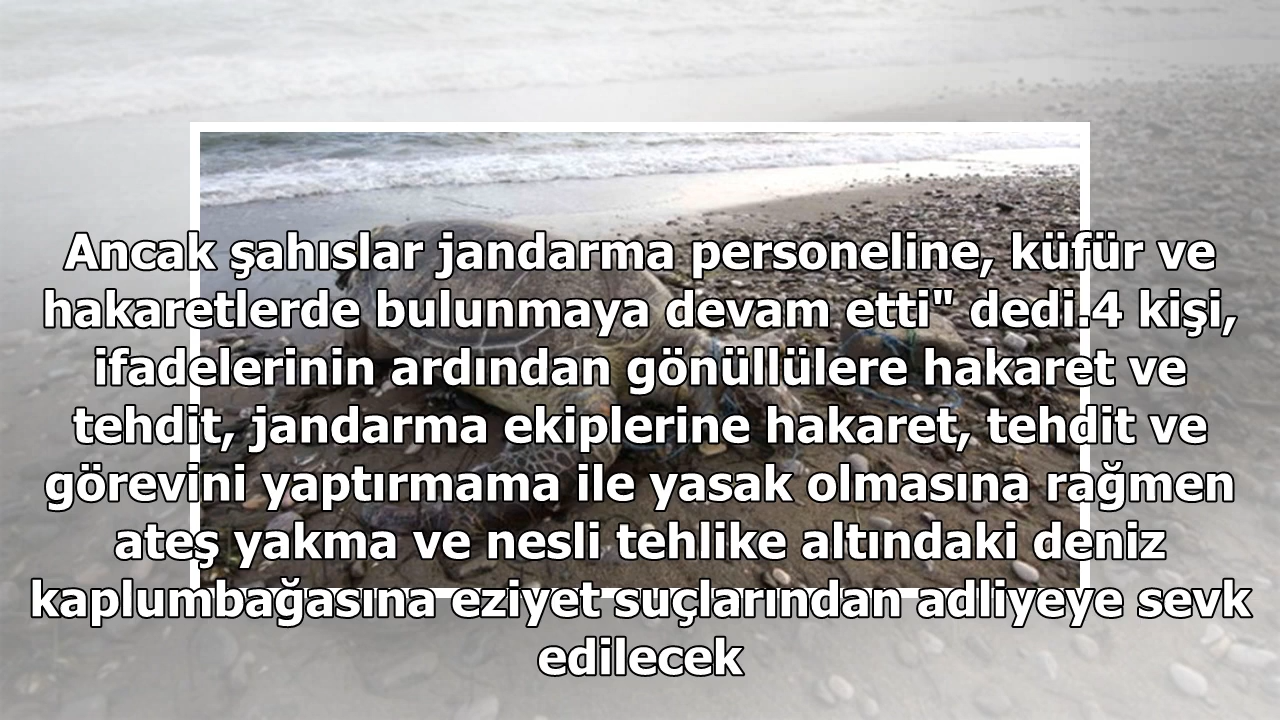 Ancak şahıslar jandarma personeline, küfür ve
hakaretlerde bulunmaya devam etti" dedi.4 kişi,
ifadelerinin ardından gönüllülere hakaret ve
tehdit, jandarma ekiplerine hakaret, tehdit ve
görevini yaptırmama ile yasak olmasına rağmen
ateş yakma ve nesli tehlike altındaki deniz
kaplumbağasına eziyet suçlarından adliyeye sevk
edilecek